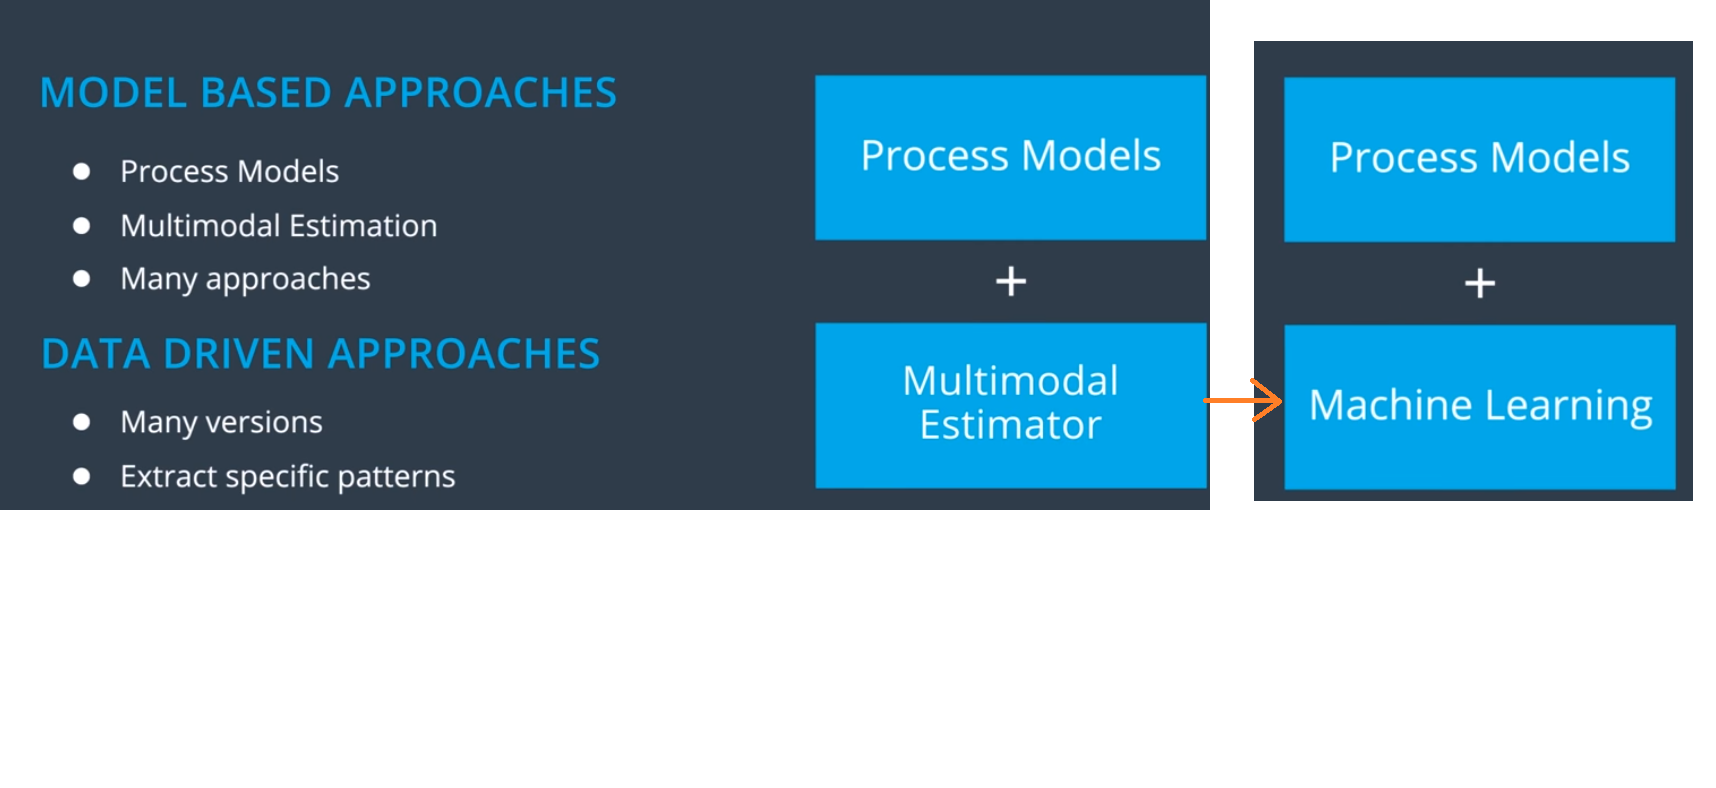 MODEL BASED APPROACHES
● Process Models
● Multimodal Estimation
● Many approaches
DATA DRIVEN APPROACHES
● Many versions
● Extract specific patterns
Process Models
+
Multimodal
Estimator
Process Models
+
Machine Learning